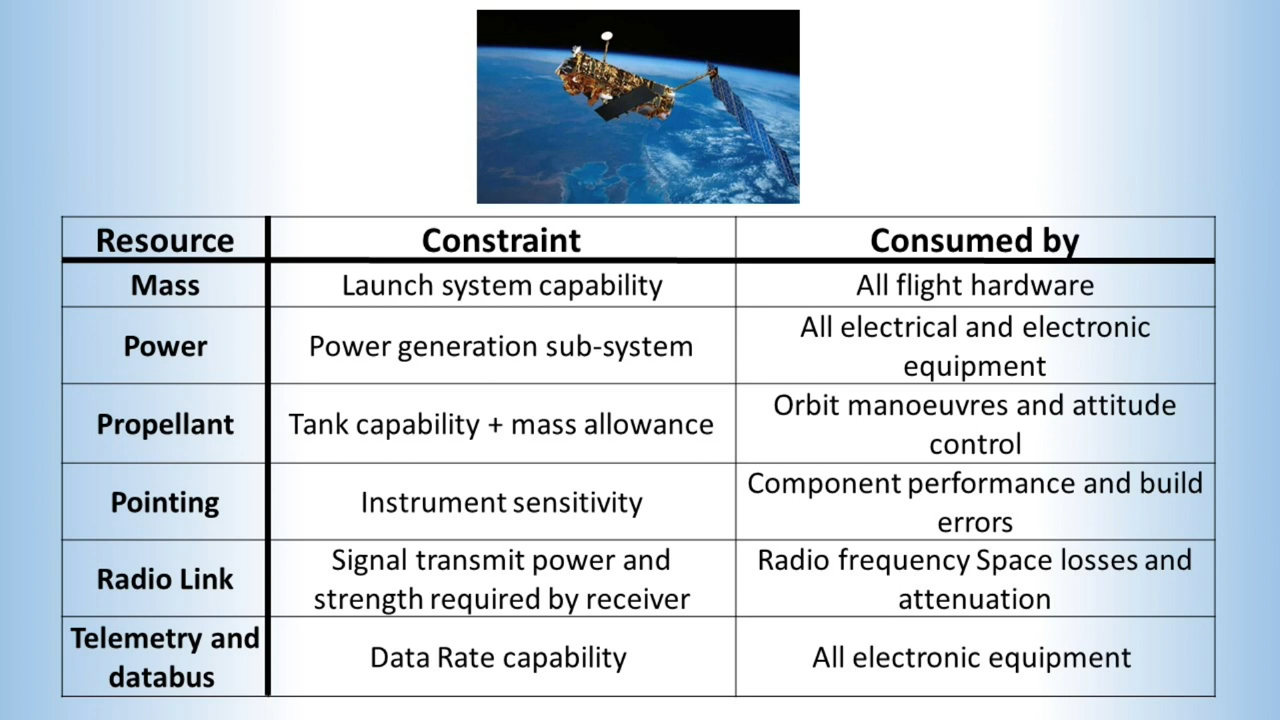 Resource Constraint Consumed by
Mass Launch system capability All flight hardware
Power Power generation sub-system All electrical and electronic
equipment
Propellant Tank capability + mass allowance Orbit manoeuvres and attitude
control
Pointing Instrument sensitivity Component performance and build
errors
Radio Link Signal transmit power and
strength required by receiver Radio frequency Space losses and
attenuation
Telemetry and
databus Data Rate capability All electronic equipment